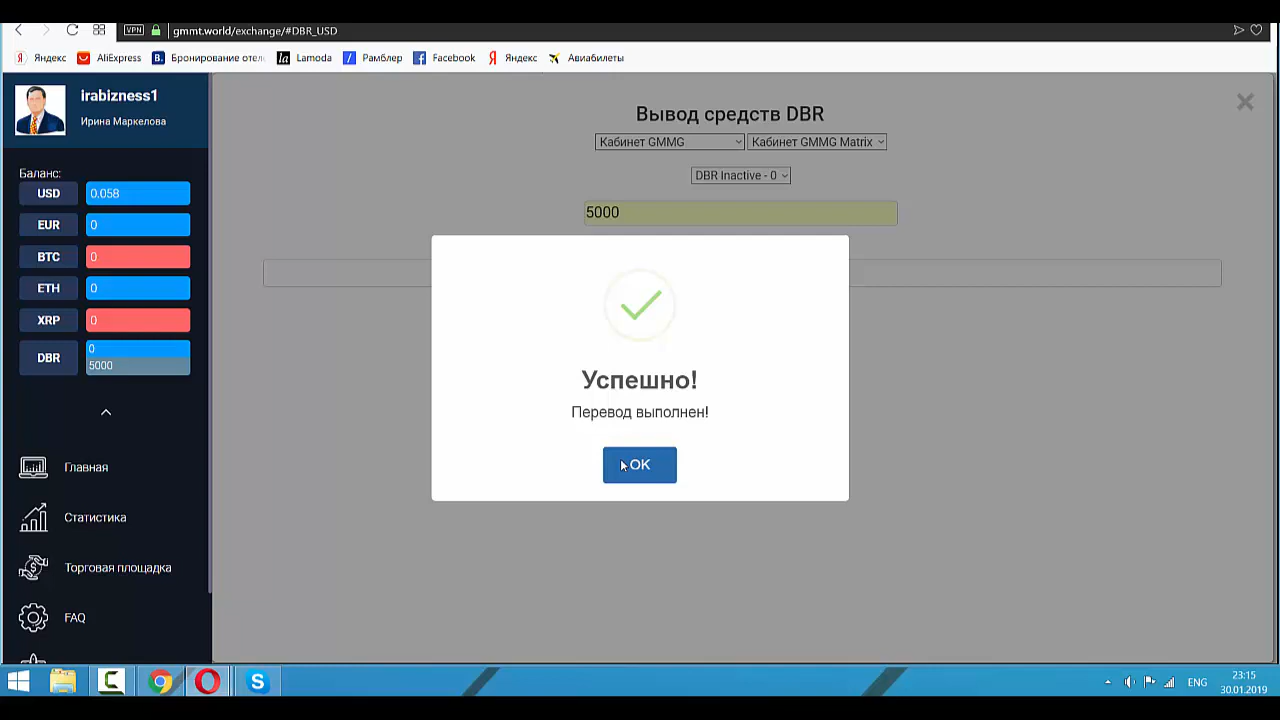 VPN gmmt.world/exchange/#DBR_USD
Яндекс AliExpress B. Бронирование отел la Lamoda Рамблер Facebook Яндекс Авиабилеты
irabizness1
Ирина Маркелова
Баланс:
USD 0.058
EUR 0
BTC 0
ETH 0
XRP 0
DBR 0
5000
Главная
Статистика
Торговая площадка
FAQ
Вывод средств DBR
Кабинет GMMG Кабинет GMMG Matrix
DBR Inactive - 0
5000
Успешно!
Перевод выполнен!
OK
ENG 23:15
30.01.2019